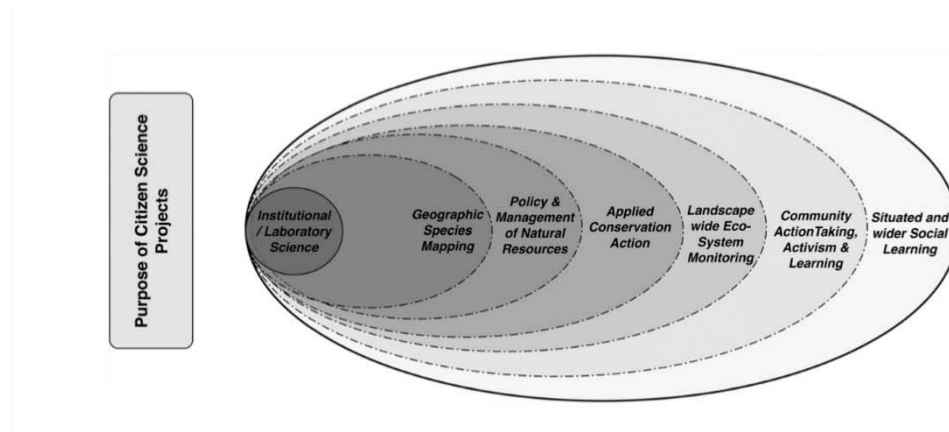 Purpose of Citizen Science
Projects
Institutional
/ Laboratory
Science
Geographic
Species
Mapping
Policy &
Management
of Natural
Resources
Applied
Conservation
Action
Landscape
wide Eco-
System
Monitoring
Community
ActionTaking,
Activism &
Learning
Situated and
wider Social
Learning